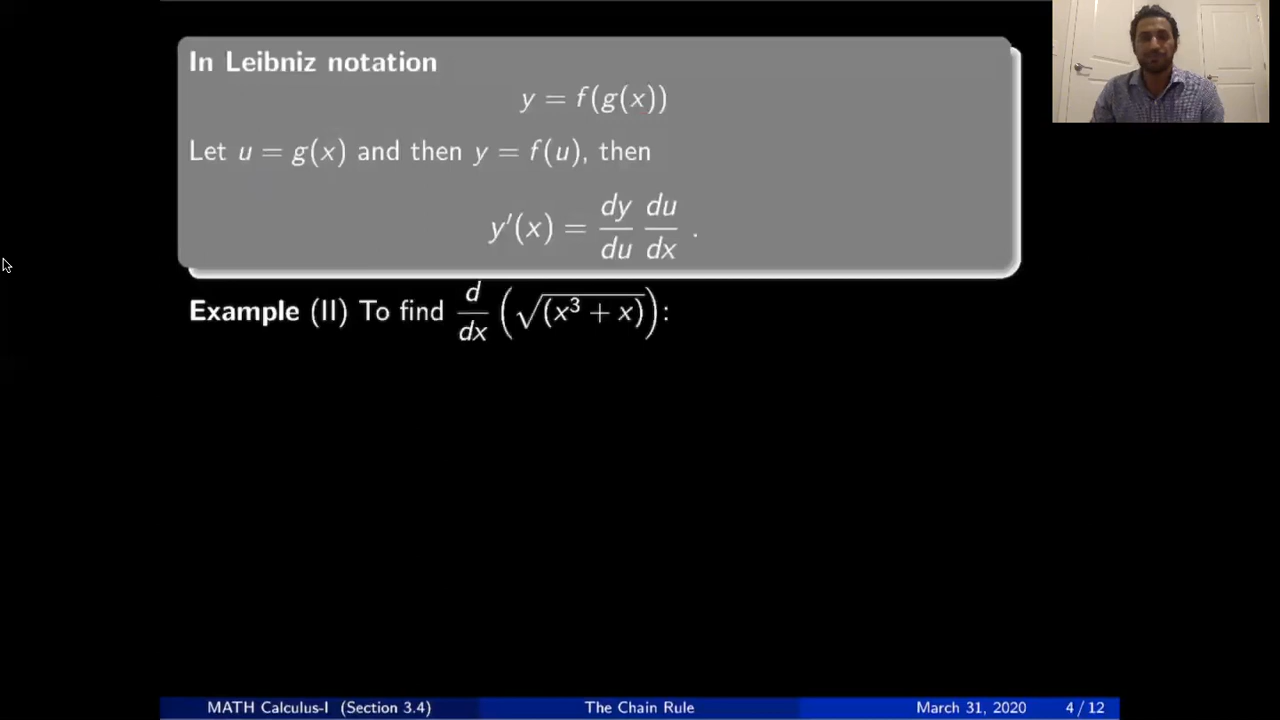 In Leibniz notation
y = f(g(x))
Let u = g(x) and then y = f(u), then
y′(x) = dy/du du/dx .
Example (II) To find d/dx (√(x³ + x)):
MATH Calculus-I (Section 3.4) The Chain Rule March 31, 2020 4 / 12